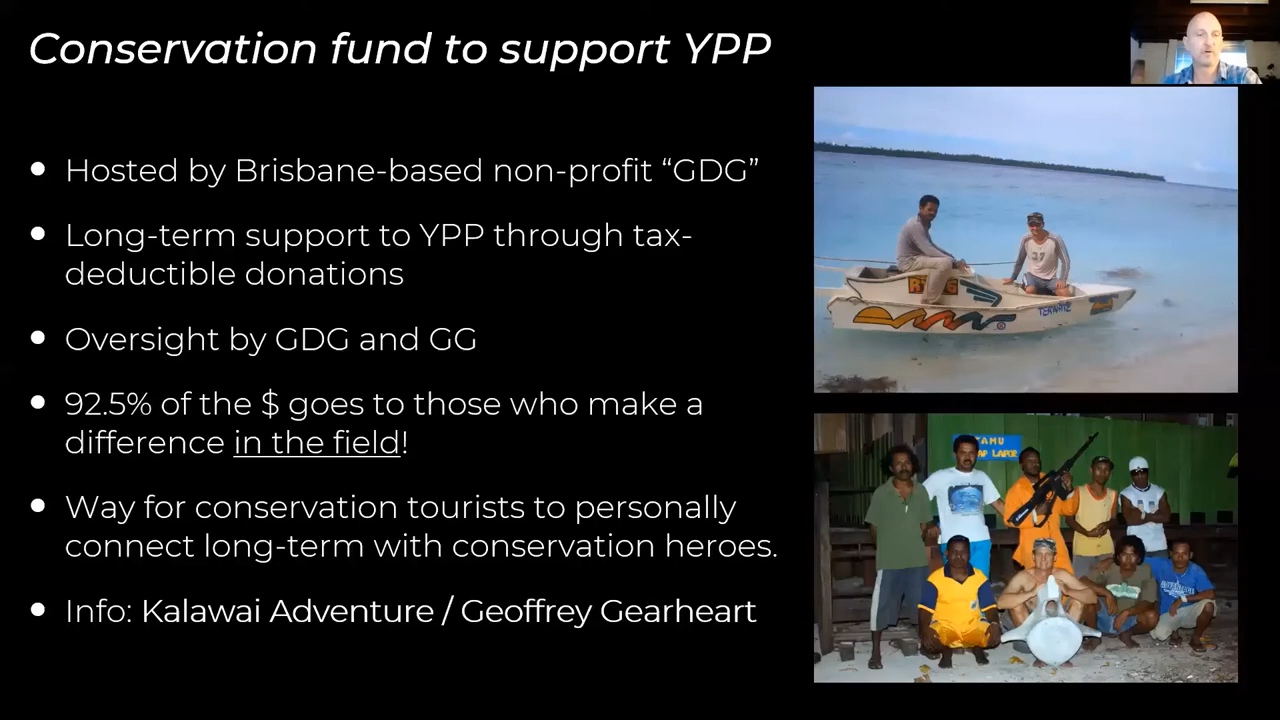 Conservation fund to support YPP
• Hosted by Brisbane-based non-profit “GDG”
• Long-term support to YPP through tax-
deductible donations
• Oversight by GDG and GG
• 92.5% of the $ goes to those who make a
difference in the field!
• Way for conservation tourists to personally
connect long-term with conservation heroes.
• Info: Kalawai Adventure / Geoffrey Gearheart